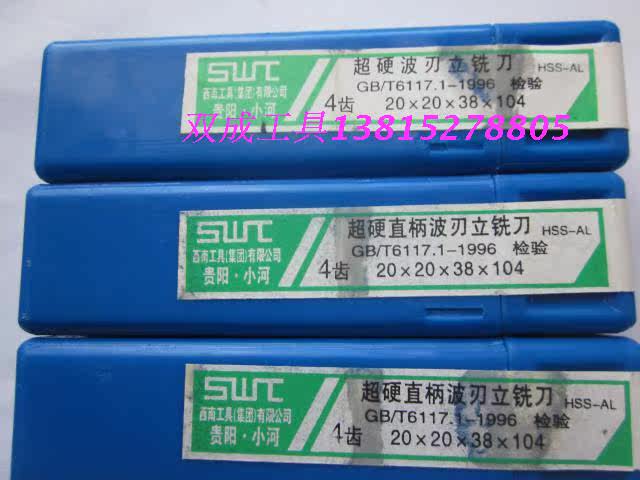 SWT
超硬波刃立铣刀 HSS-AL
GB/T6117.1-1996 检验
西南工具(集团)有限公司
贵阳·小河
4齿 20×20×38×104
双成工具13815278805
SWT
超硬直柄波刃立铣刀 HSS-AL
GB/T6117.1-1996 检验
西南工具(集团)有限公司
贵阳·小河
4齿 20×20×38×104
SWT
超硬直柄波刃立铣刀 HSS-AL
GB/T6117.1-1996 检验
西南工具(集团)有限公司
贵阳·小河
4齿 20×20×38×104